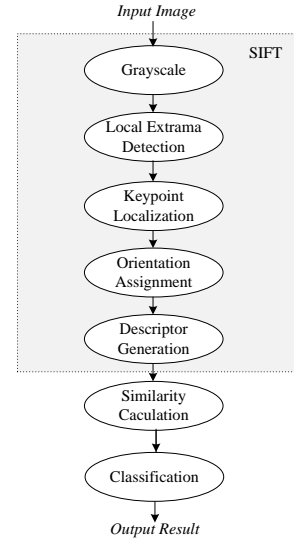 Input Image
SIFT
Grayscale
Local Extrama
Detection
Keypoint
Localization
Orientation
Assignment
Descriptor
Generation
Similarity
Caculation
Classification
Output Result